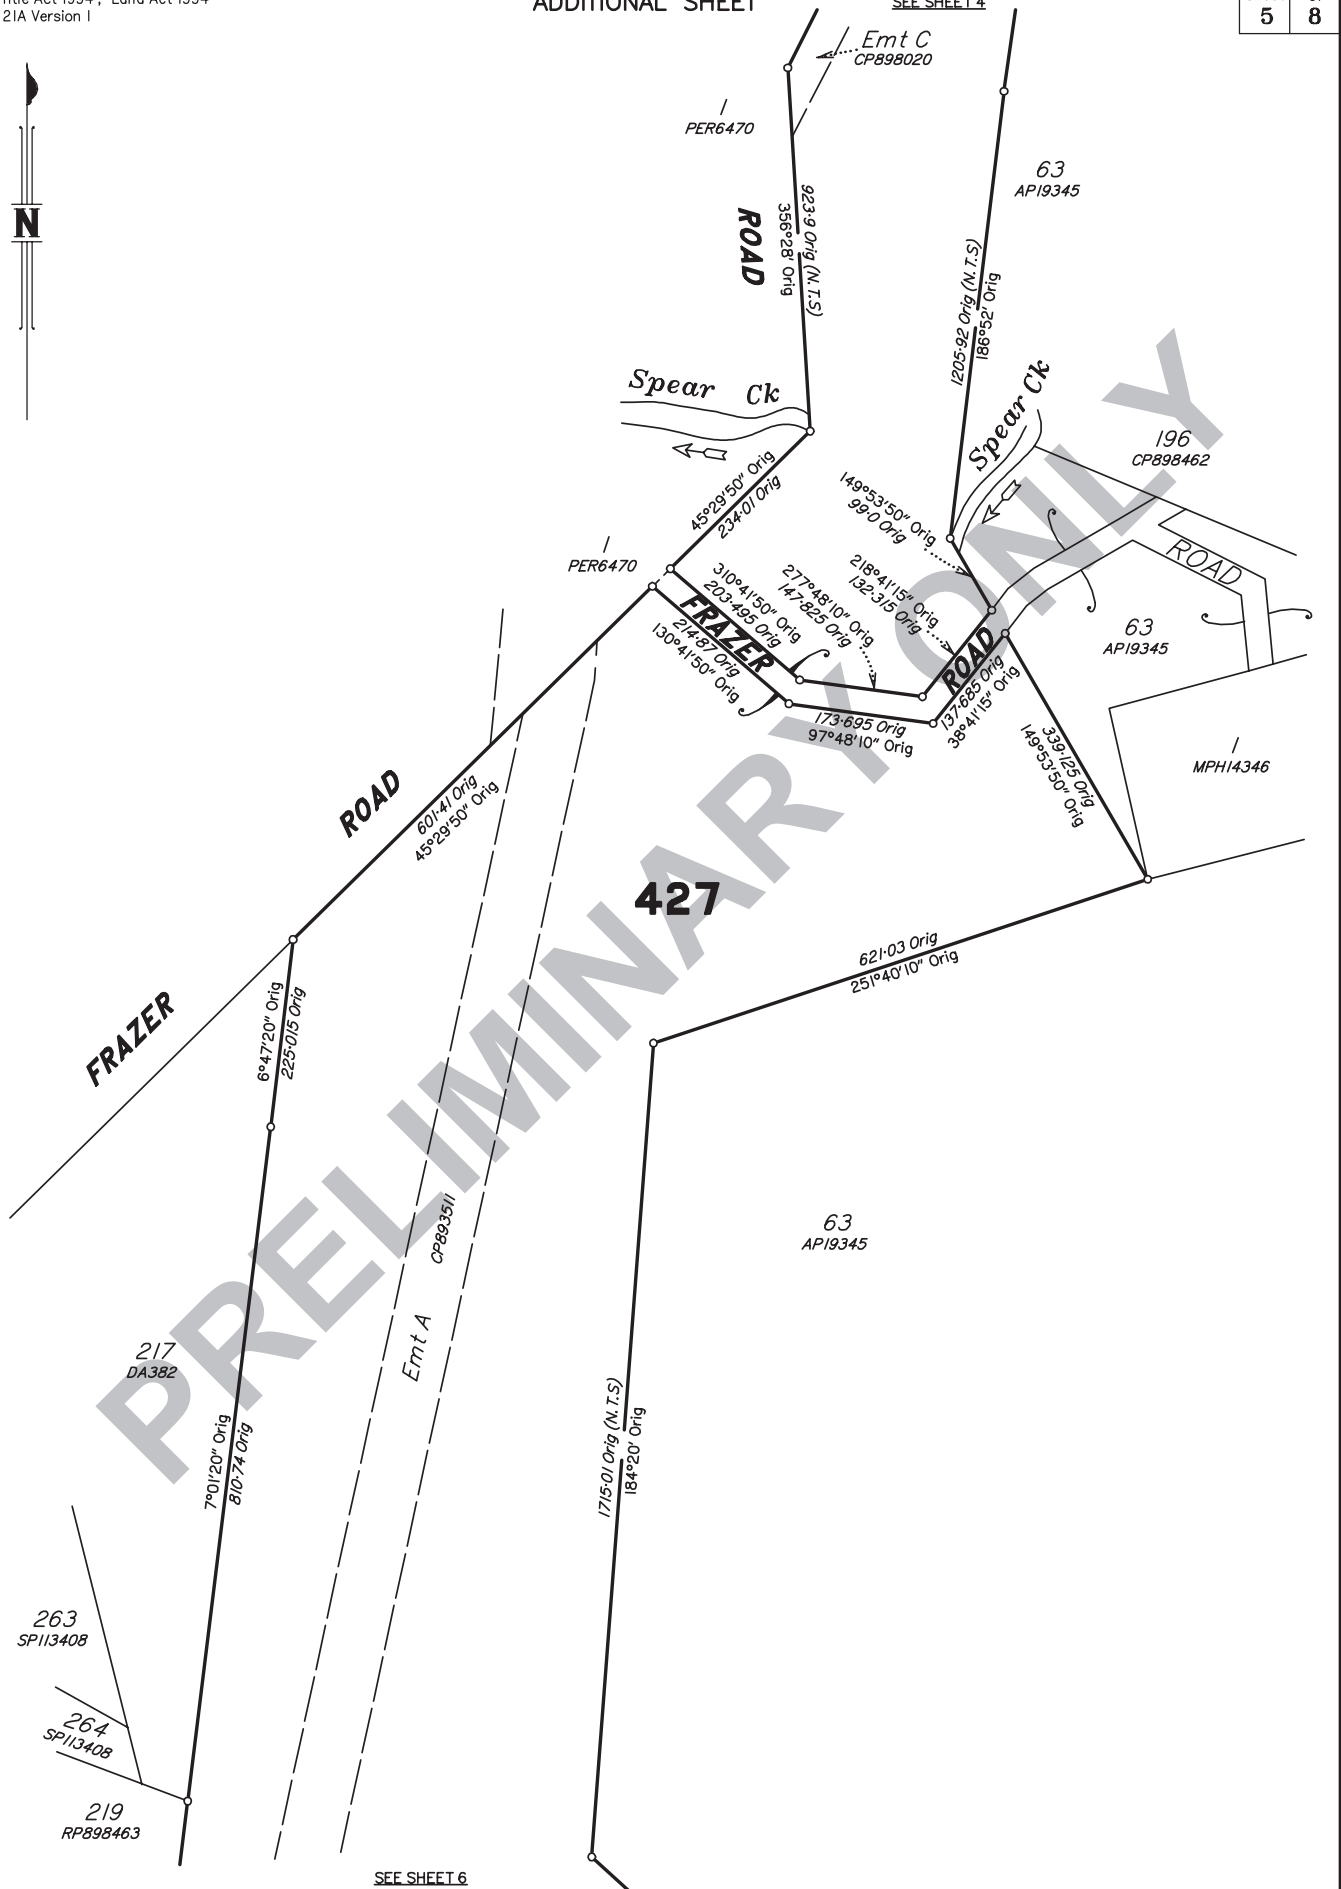 Title Act 1994 ; Land Act 1994
21A Version 1
ADDITIONAL SHEET
SEE SHEET 4
5 8
Emt C
CP898020
1
PER6470
63
AP19345
N
ROAD
923·9 Orig (N.T.S)
356°28' Orig
1205·92 Orig (N.T.S)
186°52' Orig
Spear Ck
Spear Ck
196
CP898462
45°29'50" Orig
234·01 Orig
149°53'50" Orig
99·0 Orig
1
PER6470
310°41'50" Orig
203·495 Orig
277°48'10" Orig
147·825 Orig
218°41'15" Orig
132·315 Orig
ROAD
FRAZER
214·87 Orig
130°41'50" Orig
ROAD
63
AP19345
137·685 Orig
38°41'15" Orig
173·695 Orig
97°48'10" Orig
339·125 Orig
149°53'50" Orig
1
MPH14346
ROAD
601·41 Orig
45°29'50" Orig
427
621·03 Orig
251°40'10" Orig
FRAZER
6°47'20" Orig
225·015 Orig
CP893511
Emt A
63
AP19345
217
DA382
7°01'20" Orig
810·74 Orig
1715·01 Orig (N.T.S)
184°20' Orig
263
SP113408
264
SP113408
219
RP898463
SEE SHEET 6
PRELIMINARY ONLY